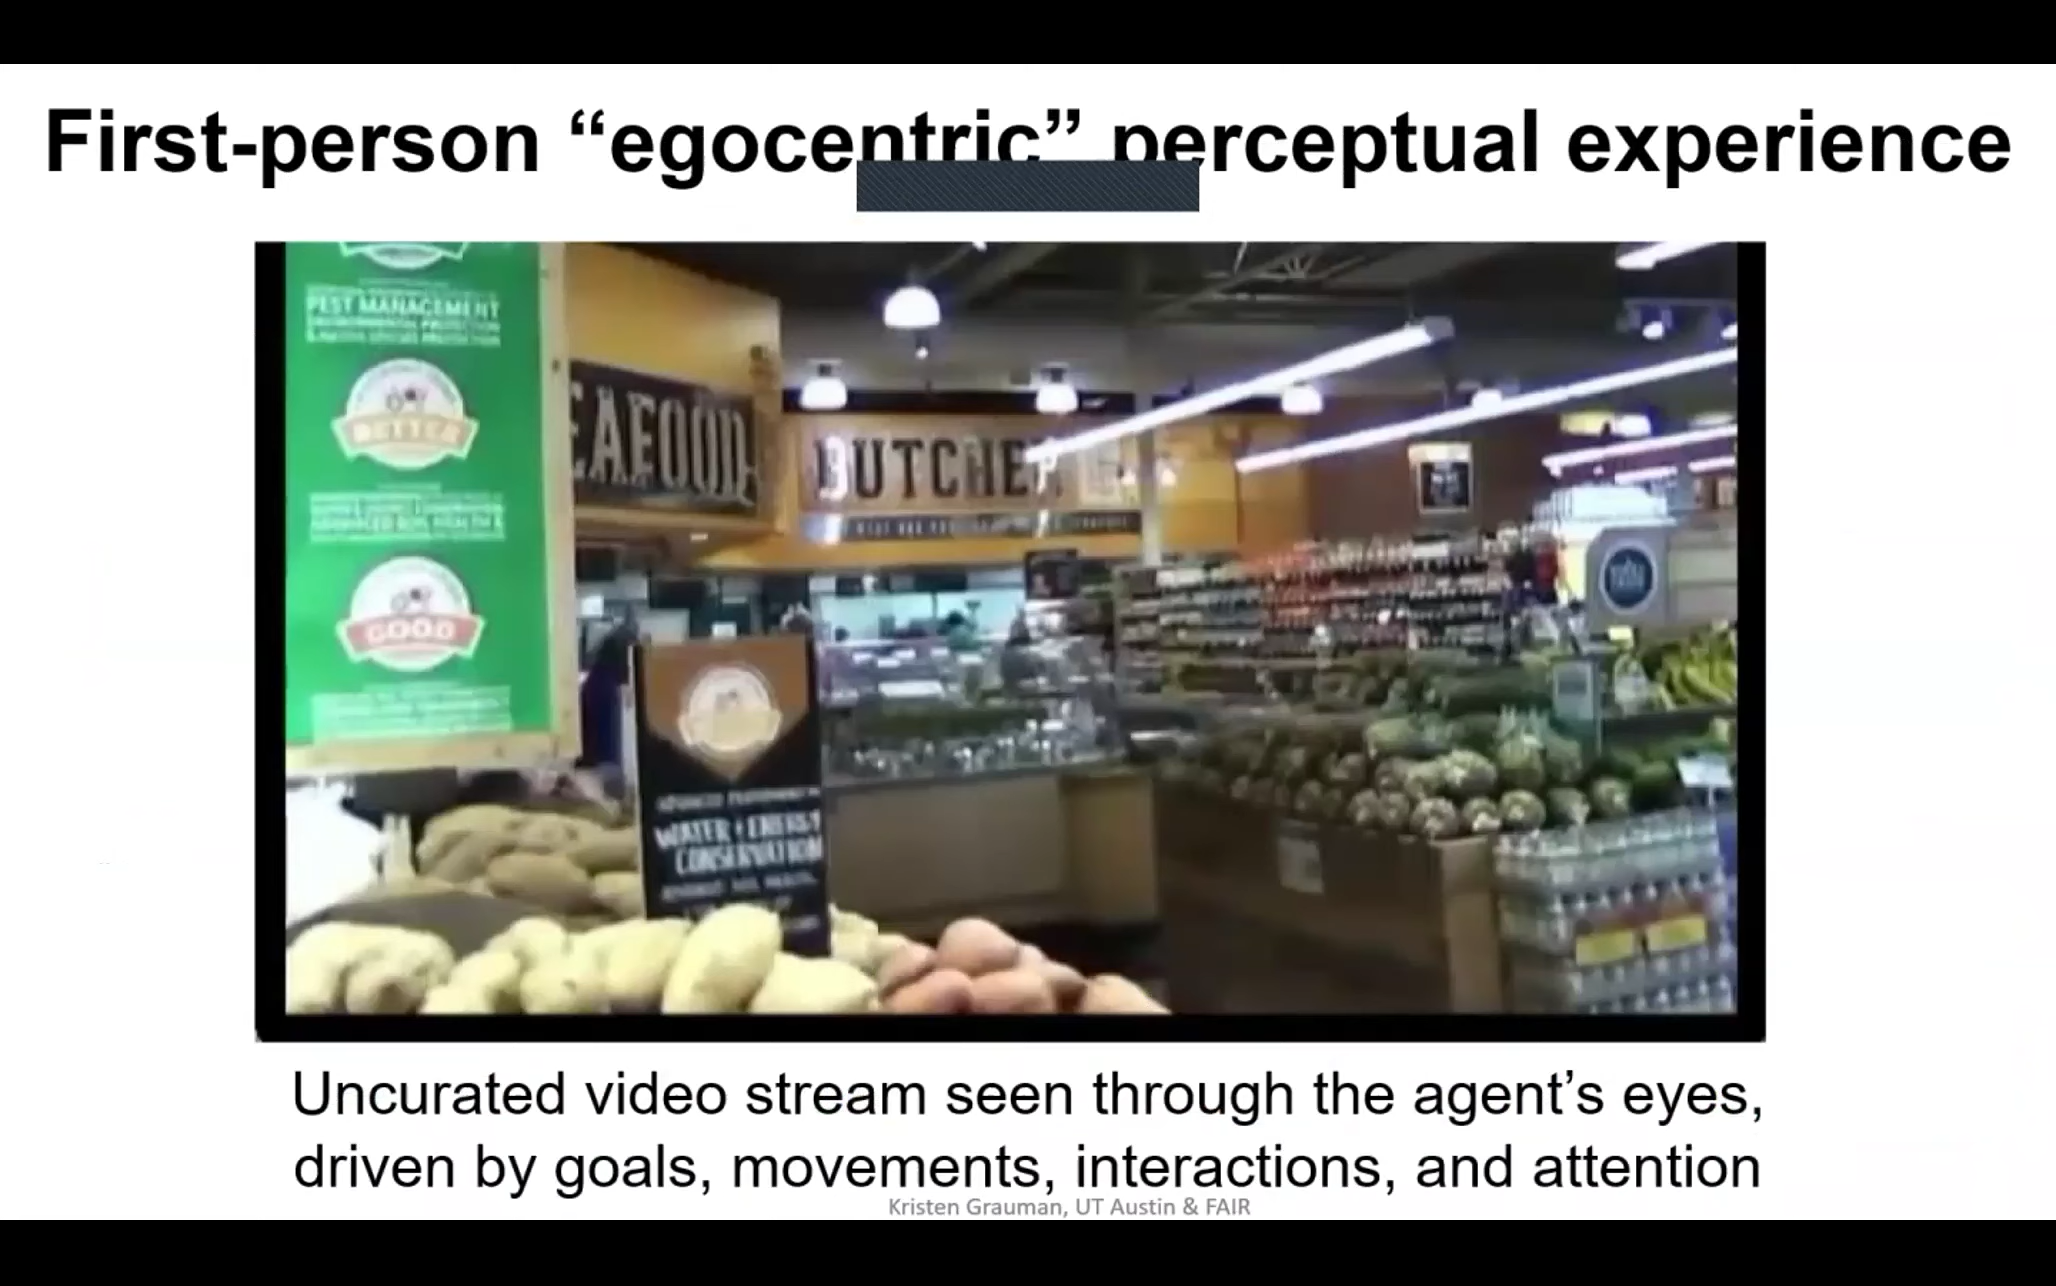 First-person “egocentric” perceptual experience
PEST MANAGEMENT
BETTER
GOOD
EAFOOD
BUTCHER
WATER + ENERGY
CONSERVATION
Uncurated video stream seen through the agent’s eyes,
driven by goals, movements, interactions, and attention
Kristen Grauman, UT Austin & FAIR